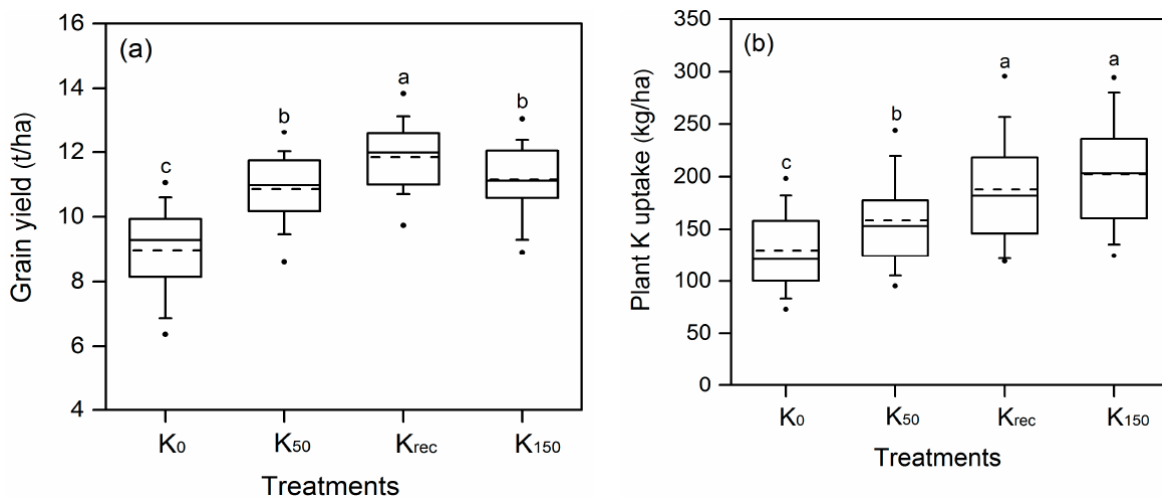 (a)
Grain yield (t/ha)
16
14
12
10
8
6
4
c
b
a
b
K0
K50
Krec
K150
Treatments
(b)
Plant K uptake (kg/ha)
350
300
250
200
150
100
50
0
c
b
a
a
K0
K50
Krec
K150
Treatments